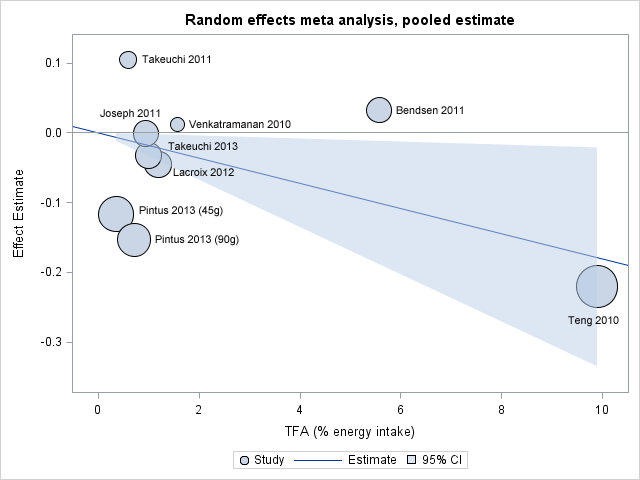 Random effects meta analysis, pooled estimate
Effect Estimate
0.1
0.0
-0.1
-0.2
-0.3
Takeuchi 2011
Joseph 2011
Venkatramanan 2010
Bendsen 2011
Takeuchi 2013
Lacroix 2012
Pintus 2013 (45g)
Pintus 2013 (90g)
Teng 2010
0
2
4
6
8
10
TFA (% energy intake)
Study
Estimate
95% CI